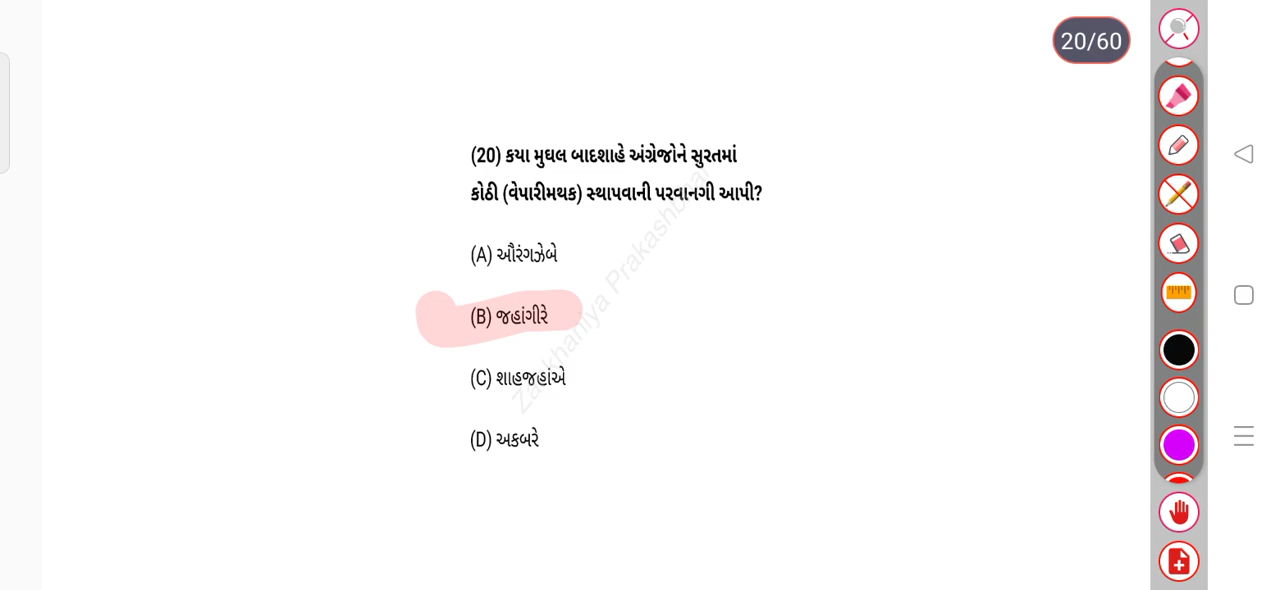 20/60
(20) કયા મુઘલ બાદશાહે અંગ્રેજોને સુરતમાં
કોઠી (વેપારીમથક) સ્થાપવાની પરવાનગી આપી?
(A) ઔરંગઝેબે
(B) જહાંગીરે
(C) શાહજહાંએ
(D) અકબરે